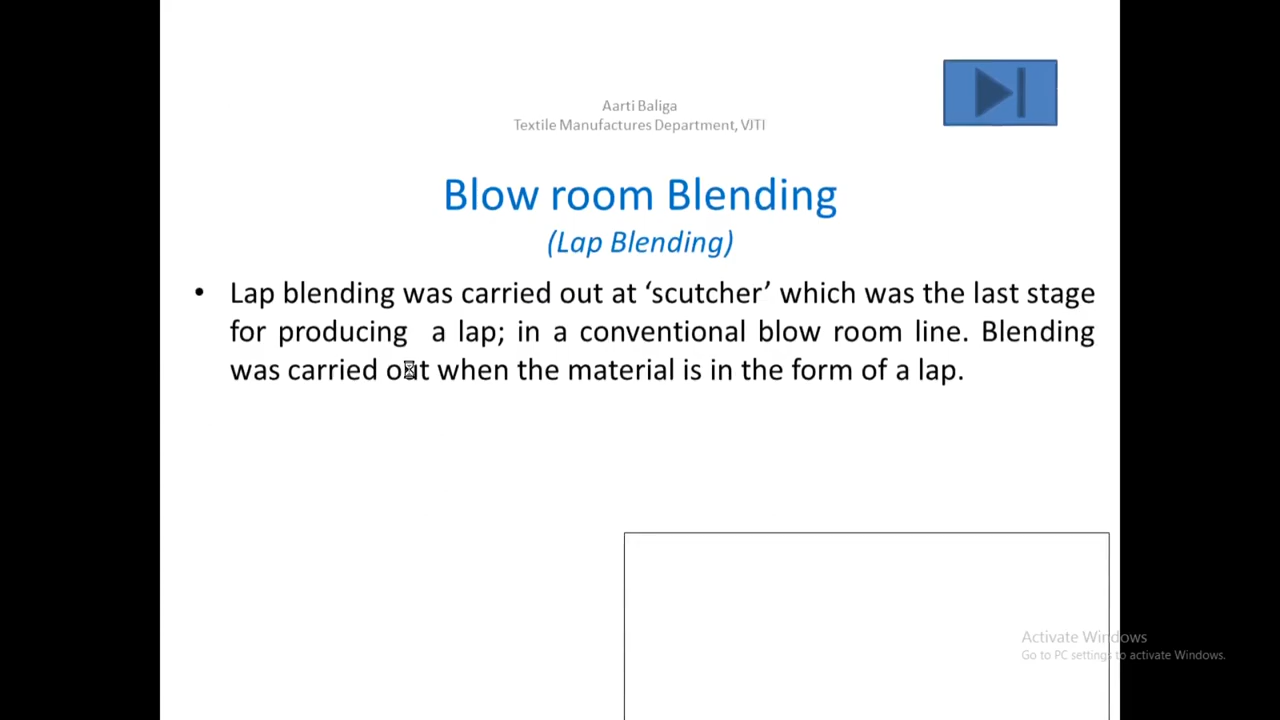 Aarti Baliga
Textile Manufactures Department, VJTI
Blow room Blending
(Lap Blending)
• Lap blending was carried out at ‘scutcher’ which was the last stage
for producing a lap; in a conventional blow room line. Blending
was carried out when the material is in the form of a lap.
Activate Windows
Go to PC settings to activate Windows.